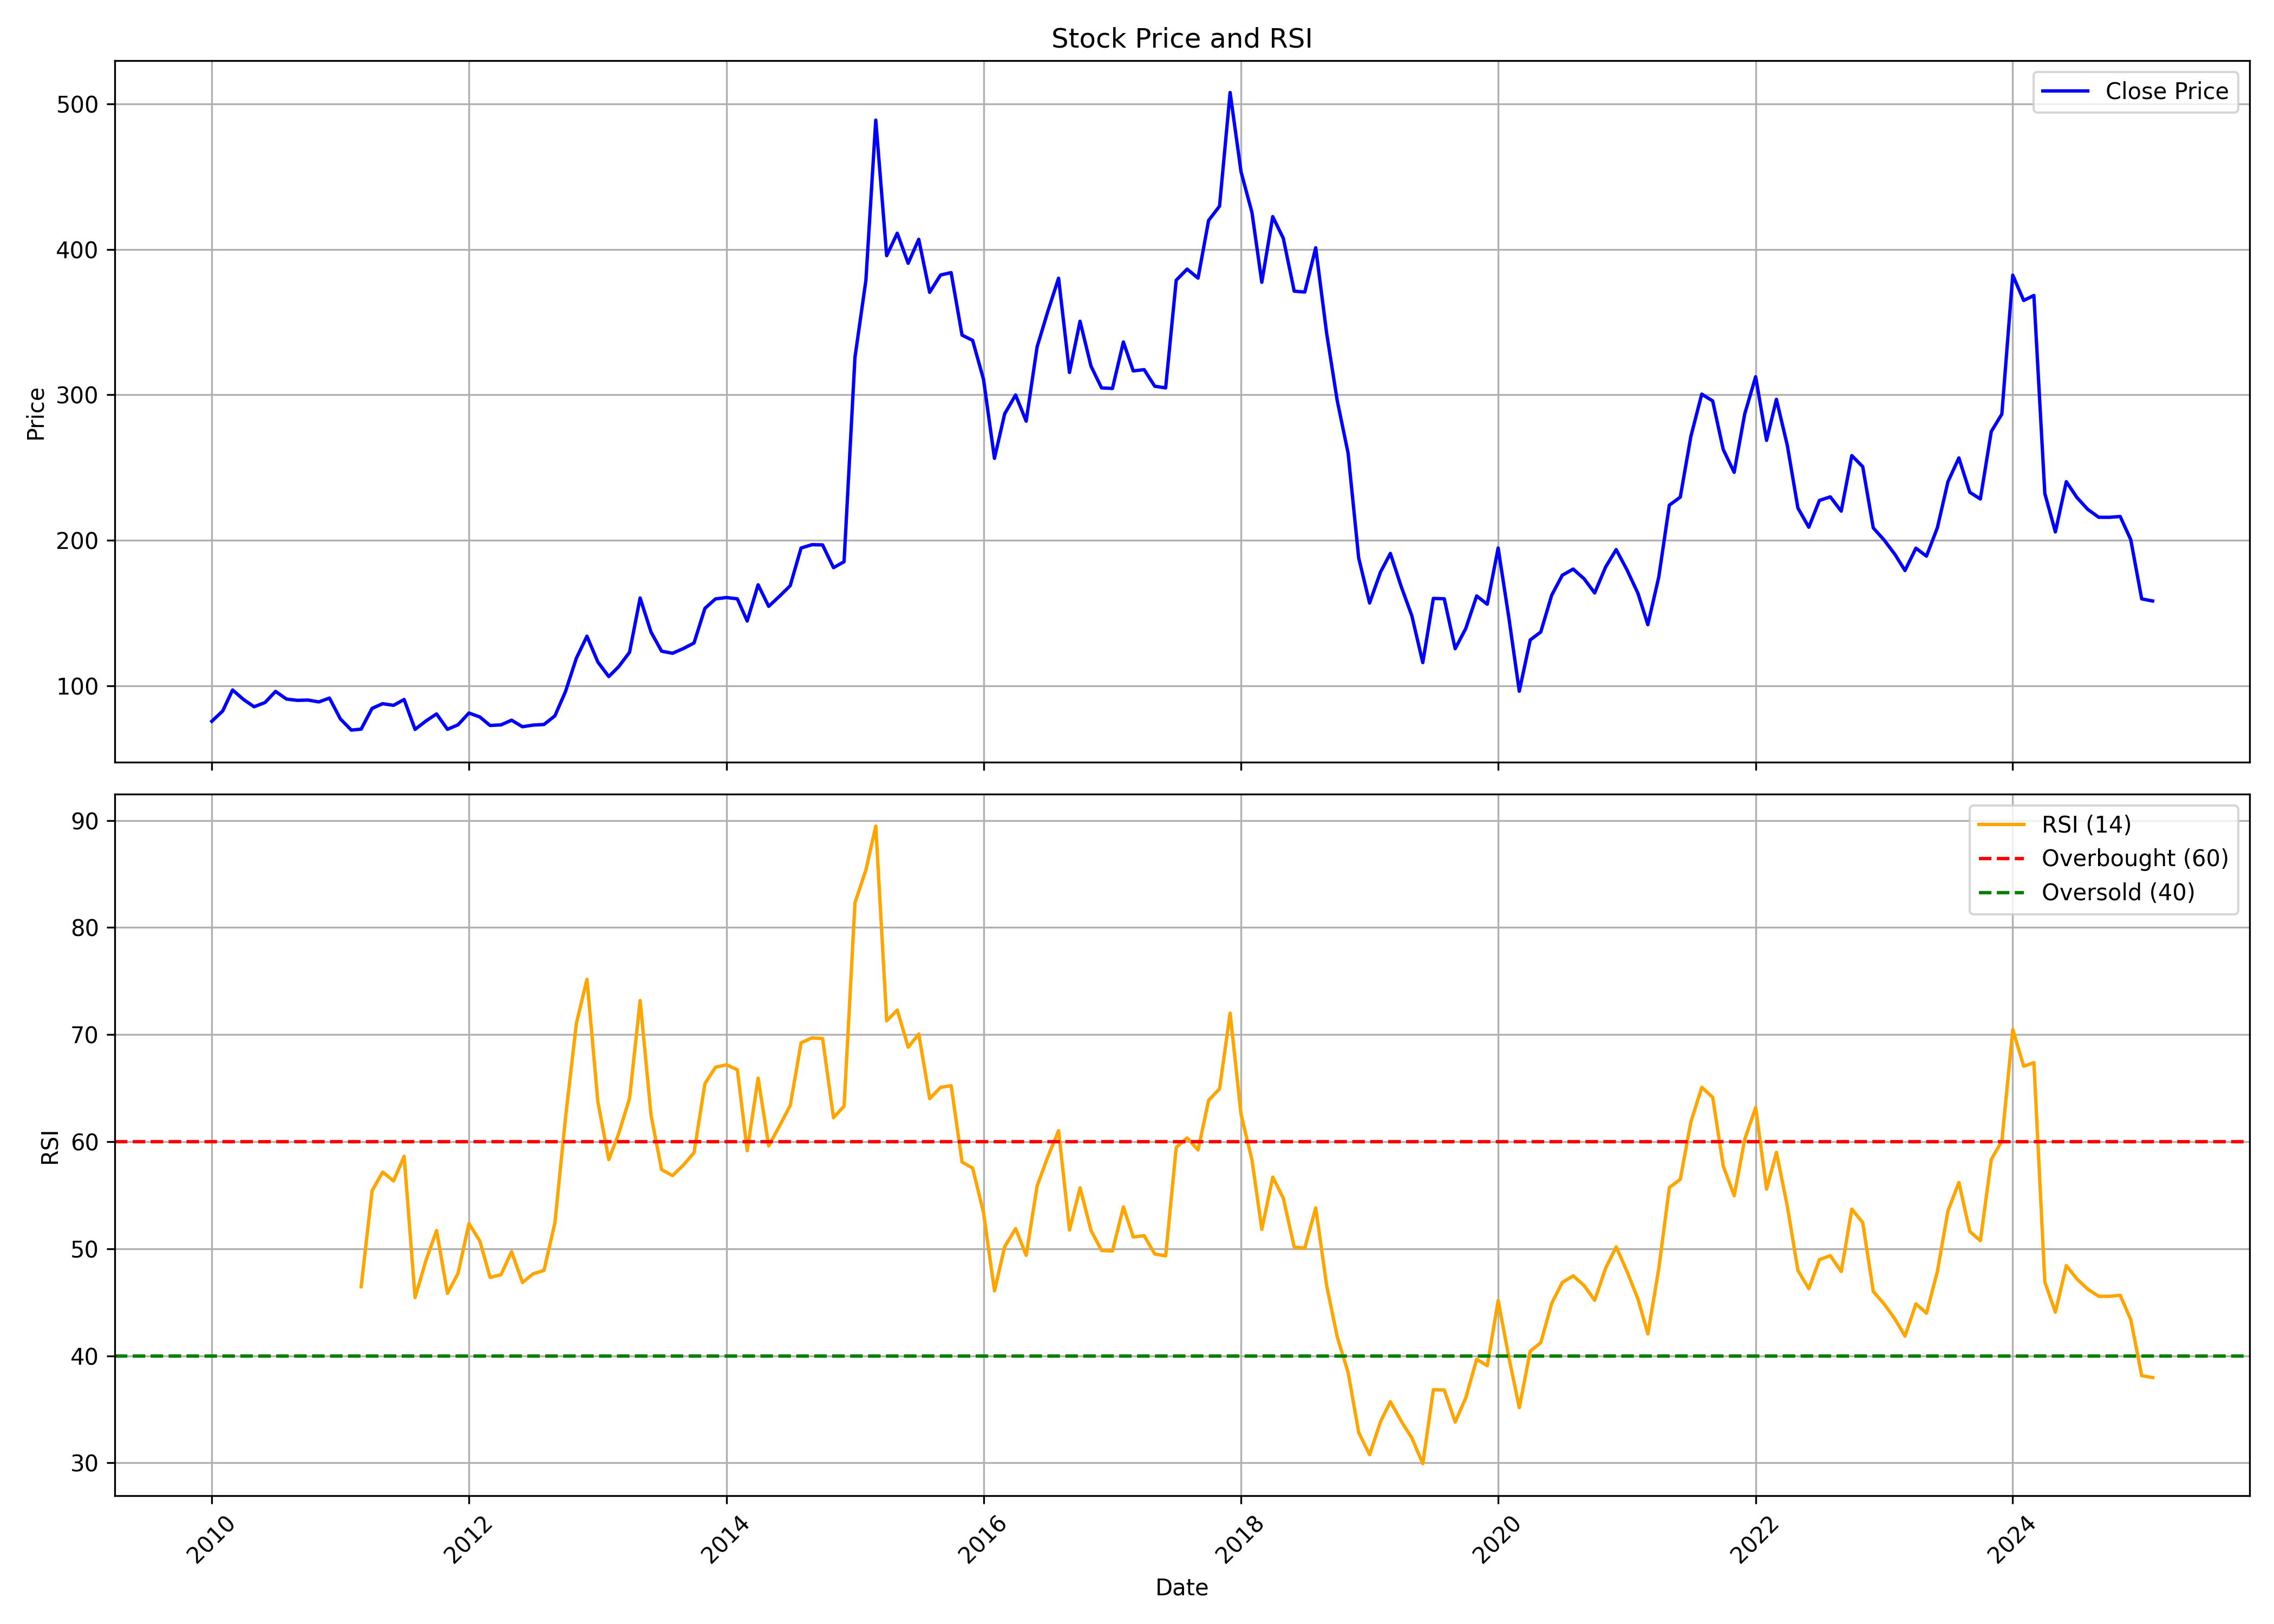 Stock Price and RSI
500
400
300
200
100
Price
Close Price
90
80
70
60
50
40
30
RSI
RSI (14)
Overbought (60)
Oversold (40)
2010
2012
2014
2016
2018
2020
2022
2024
Date